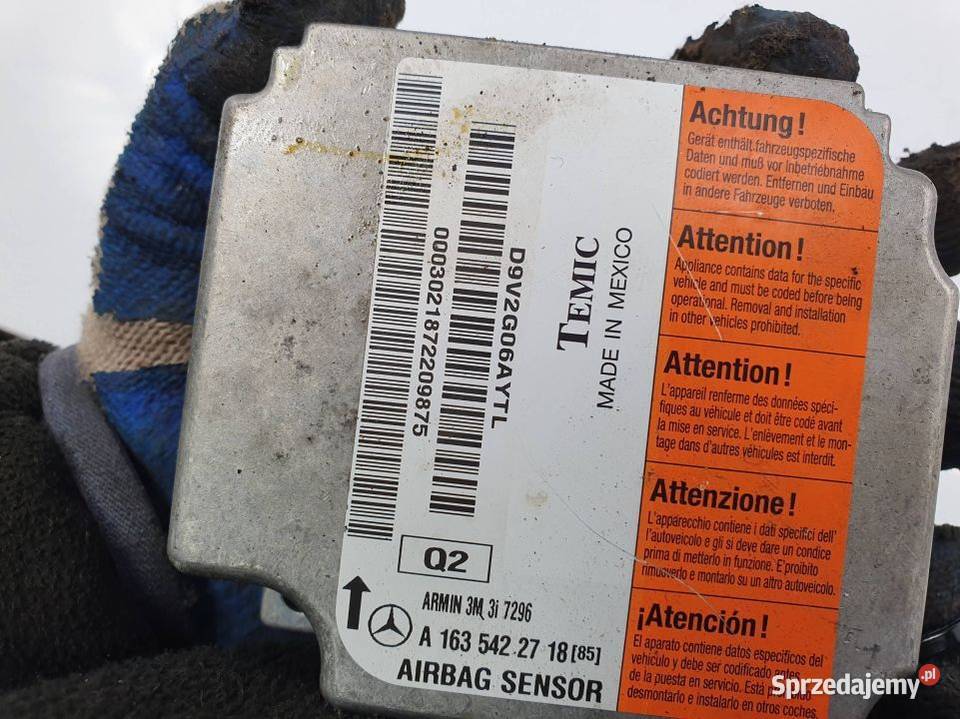 0003021872209875
D9V2G06AYTL
TEMIC
MADE IN MEXICO
Q2
ARMIN 3M, 3i 7296
A 163 542 27 18 [85]
AIRBAG SENSOR
Achtung!
Gerät enthält fahrzeugspezifische
Daten und muß vor Inbetriebnahme
codiert werden. Entfernen und Einbau
in andere Fahrzeuge verboten.
Attention!
Appliance contains data for the specific
vehicle and must be coded before being
operational. Removal and installation
in other vehicles prohibited.
Attention!
L'appareil renferme des données spéci-
fiques au véhicule et doit être codé avant
la mise en service. L'enlèvement et le mon-
tage dans d'autres véhicules est interdit.
Attenzione!
L'apparecchio contiene i dati specifici dell'
l'autoveicolo e gli si deve dare un condice
prima di metterlo in funzione. E'proibito
rimuoverlo e montarlo su un altro autoveicolo.
¡Atención!
El aparato contiene datos específicos del
vehículo y debe ser codificado antes
de la puesta en servicio. Está prohibido
desmontarlo e instalarlo en otros coches.
Sprzedajemy.pl